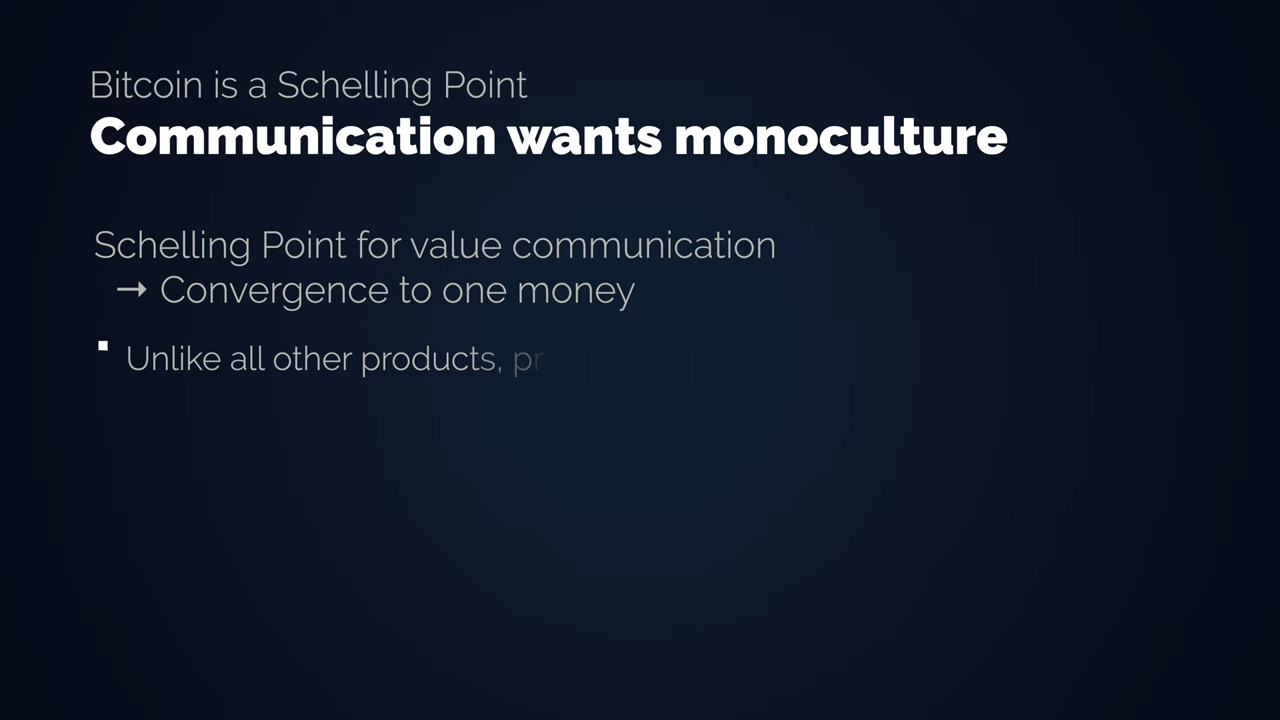 Bitcoin is a Schelling Point
Communication wants monoculture
Schelling Point for value communication
→ Convergence to one money
▪ Unlike all other products, pr